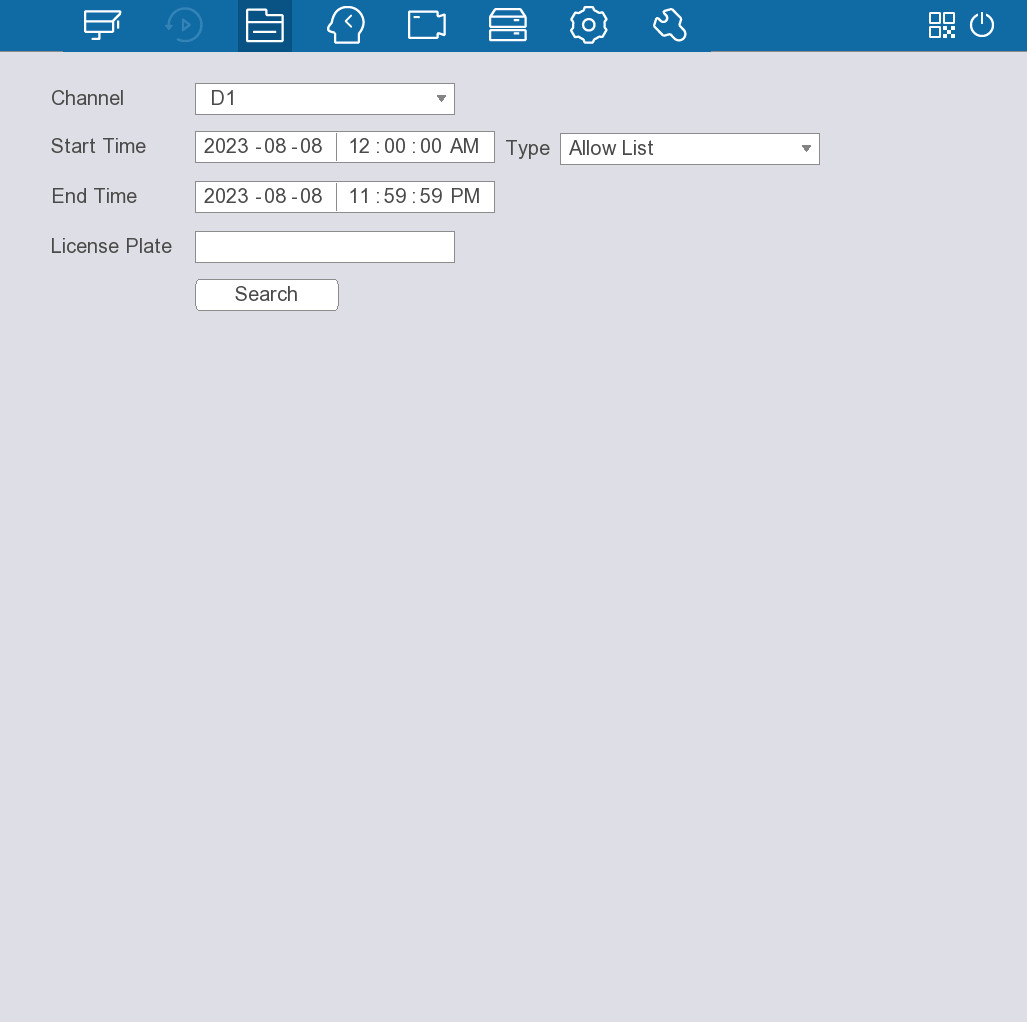 Channel D1
Start Time 2023 -08 -08 12 : 00 : 00 AM Type Allow List
End Time 2023 -08 -08 11 : 59 : 59 PM
License Plate
Search